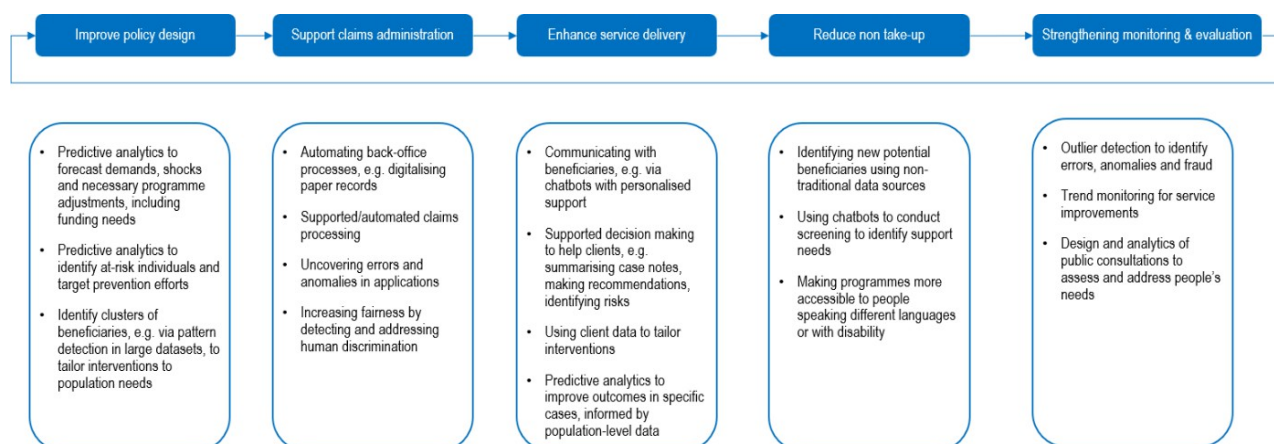 Improve policy design
Support claims administration
Enhance service delivery
Reduce non take-up
Strengthening monitoring & evaluation
• Predictive analytics to
forecast demands, shocks
and necessary programme
adjustments, including
funding needs
• Predictive analytics to
identify at-risk individuals and
target prevention efforts
• Identify clusters of
beneficiaries, e.g. via pattern
detection in large datasets, to
tailor interventions to
population needs
• Automating back-office
processes, e.g. digitalising
paper records
• Supported/automated claims
processing
• Uncovering errors and
anomalies in applications
• Increasing fairness by
detecting and addressing
human discrimination
• Communicating with
beneficiaries, e.g. via
chatbots with personalised
support
• Supported decision making
to help clients, e.g.
summarising case notes,
making recommendations,
identifying risks
• Using client data to tailor
interventions
• Predictive analytics to
improve outcomes in specific
cases, informed by
population-level data
• Identifying new potential
beneficiaries using non-
traditional data sources
• Using chatbots to conduct
screening to identify support
needs
• Making programmes more
accessible to people
speaking different languages
or with disability
• Outlier detection to identify
errors, anomalies and fraud
• Trend monitoring for service
improvements
• Design and analytics of
public consultations to
assess and address people's
needs